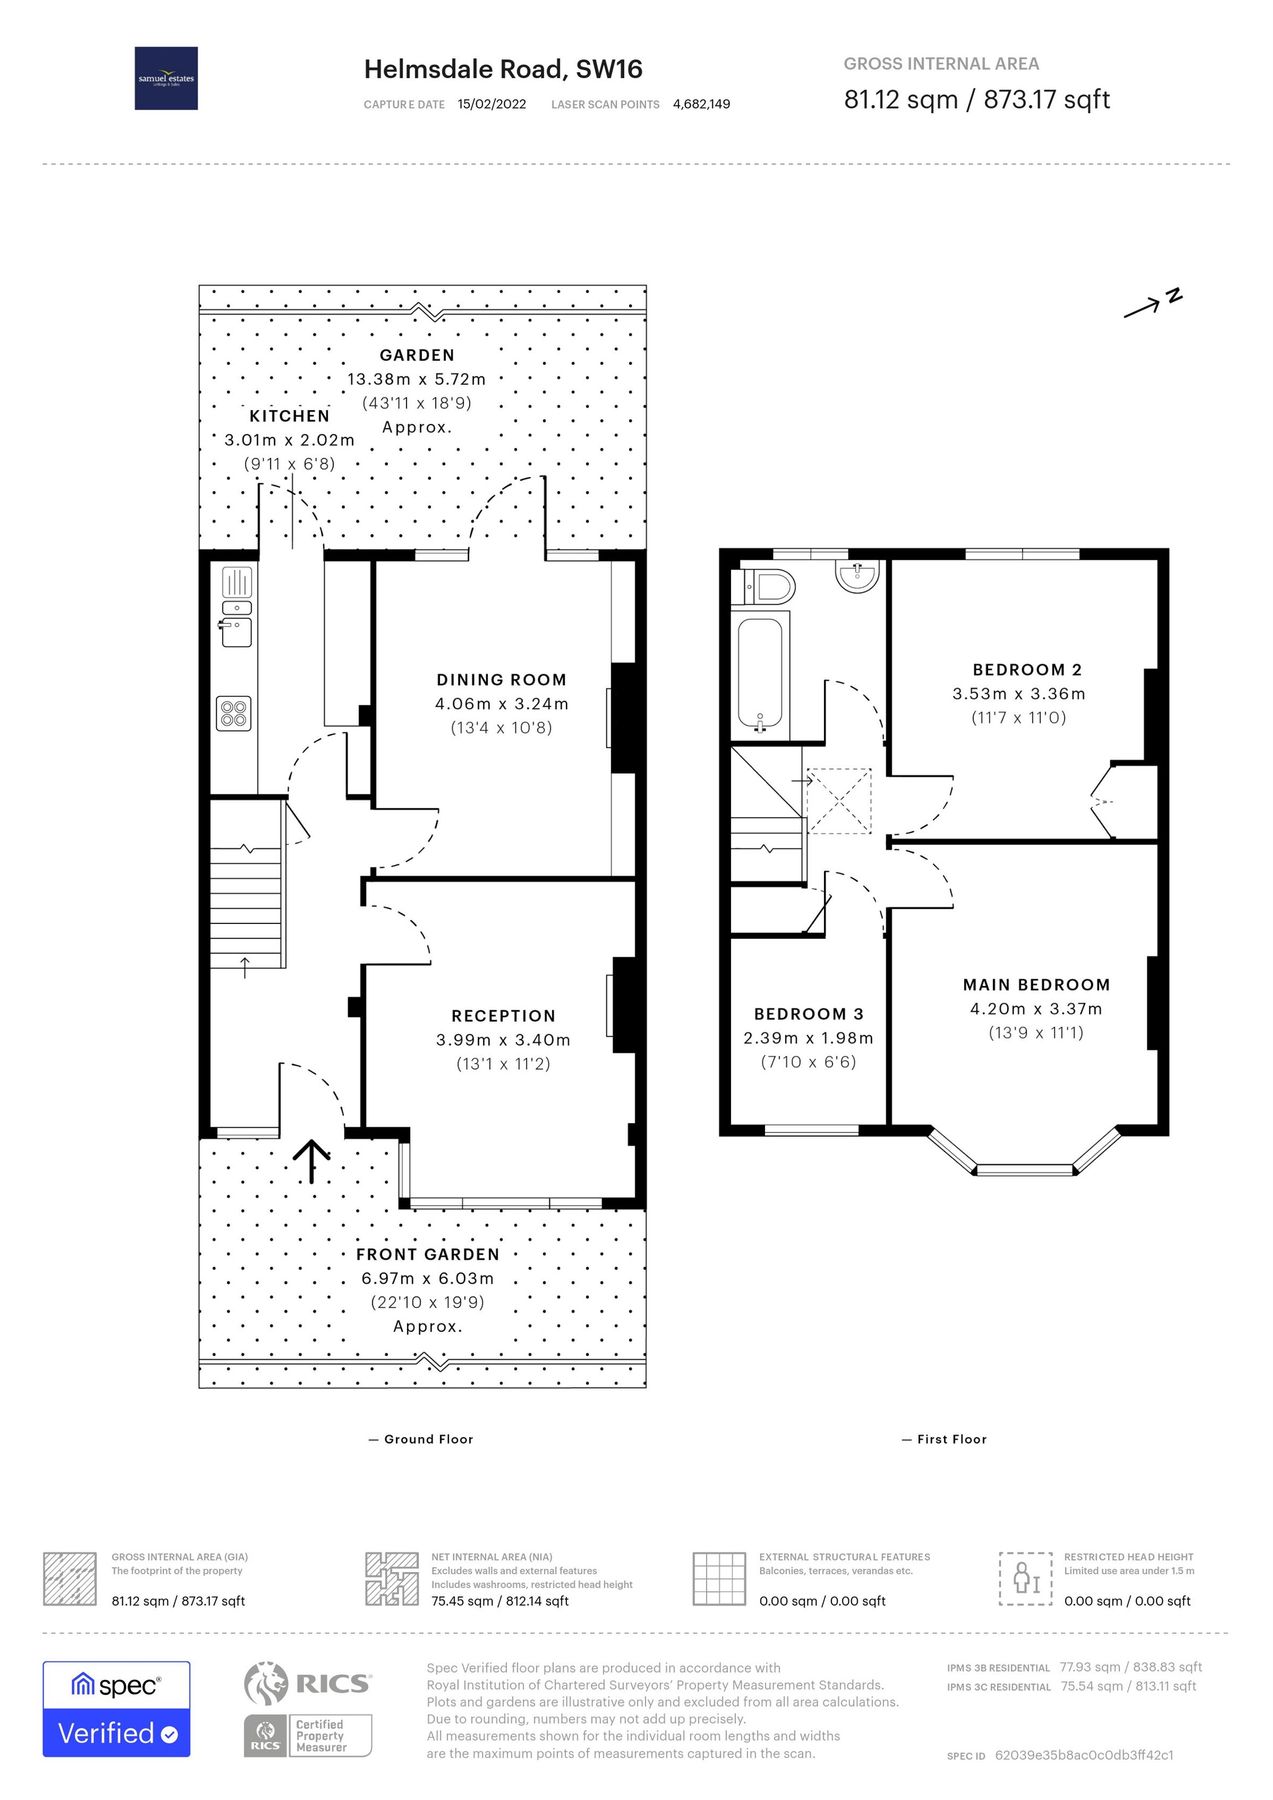 samuel estates
Lettings & Sales
Helmsdale Road, SW16
CAPTURE DATE 15/02/2022 LASER SCAN POINTS 4,682,149
GROSS INTERNAL AREA
81.12 sqm / 873.17 sqft
N
GARDEN
13.38m x 5.72m
(43'11 x 18'9)
Approx.
KITCHEN
3.01m x 2.02m
(9'11 x 6'8)
DINING ROOM
4.06m x 3.24m
(13'4 x 10'8)
RECEPTION
3.99m x 3.40m
(13'1 x 11'2)
FRONT GARDEN
6.97m x 6.03m
(22'10 x 19'9)
Approx.
BEDROOM 2
3.53m x 3.36m
(11'7 x 11'0)
MAIN BEDROOM
4.20m x 3.37m
(13'9 x 11'1)
BEDROOM 3
2.39m x 1.98m
(7'10 x 6'6)
— Ground Floor
— First Floor
GROSS INTERNAL AREA (GIA)
The footprint of the property
81.12 sqm / 873.17 sqft
NET INTERNAL AREA (NIA)
Excludes walls and external features
Includes washrooms, restricted head height
75.45 sqm / 812.14 sqft
EXTERNAL STRUCTURAL FEATURES
Balconies, terraces, verandas etc.
0.00 sqm / 0.00 sqft
RESTRICTED HEAD HEIGHT
Limited use area under 1.5 m
0.00 sqm / 0.00 sqft
spec®
Verified
RICS
RICS
Certified
Property
Measurer
Spec Verified floor plans are produced in accordance with
Royal Institution of Chartered Surveyors' Property Measurement Standards.
Plots and gardens are illustrative only and excluded from all area calculations.
Due to rounding, numbers may not add up precisely.
All measurements shown for the individual room lengths and widths
are the maximum points of measurements captured in the scan.
IPMS 3B RESIDENTIAL 77.93 sqm / 838.83 sqft
IPMS 3C RESIDENTIAL 75.54 sqm / 813.11 sqft
SPEC ID 62039e35b8ac0c0db3ff42c1